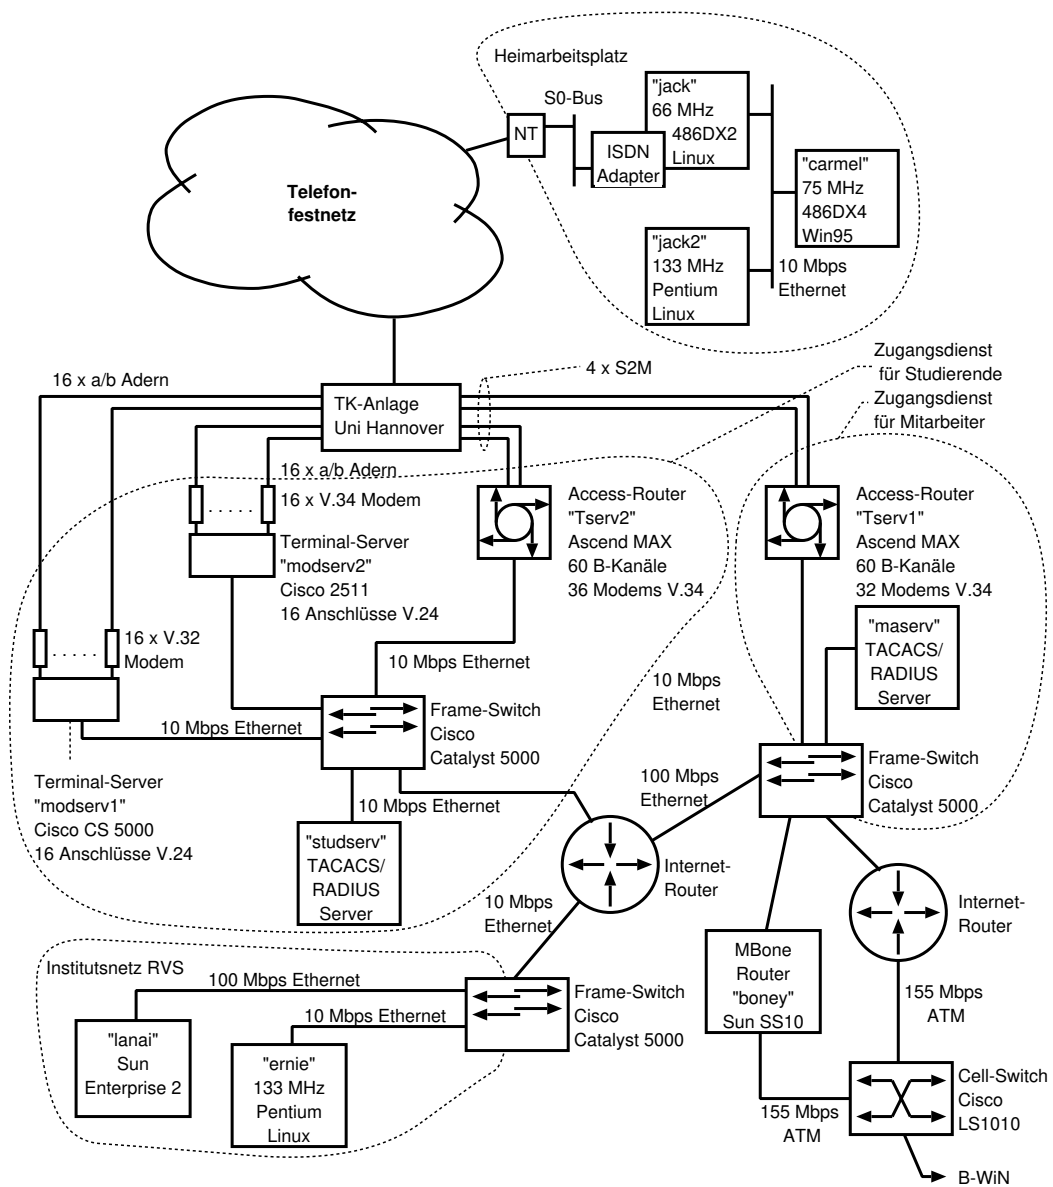 Heimarbeitsplatz
S0-Bus
NT
ISDN
Adapter
"jack"
66 MHz
486DX2
Linux
"carmel"
75 MHz
486DX4
Win95
"jack2"
133 MHz
Pentium
Linux
10 Mbps
Ethernet
Telefon-
festnetz
16 x a/b Adern
TK-Anlage
Uni Hannover
4 x S2M
Zugangsdienst
für Studierende
Zugangsdienst
für Mitarbeiter
16 x a/b Adern
16 x V.34 Modem
. . . . .
Terminal-Server
"modserv2"
Cisco 2511
16 Anschlüsse V.24
Access-Router
"Tserv2"
Ascend MAX
60 B-Kanäle
36 Modems V.34
Access-Router
"Tserv1"
Ascend MAX
60 B-Kanäle
32 Modems V.34
"maserv"
TACACS/
RADIUS
Server
16 x V.32
Modem
. . . . .
10 Mbps Ethernet
10 Mbps
Ethernet
10 Mbps Ethernet
Frame-Switch
Cisco
Catalyst 5000
Terminal-Server
"modserv1"
Cisco CS 5000
16 Anschlüsse V.24
10 Mbps Ethernet
"studserv"
TACACS/
RADIUS
Server
100 Mbps
Ethernet
Frame-Switch
Cisco
Catalyst 5000
Internet-
Router
10 Mbps
Ethernet
Internet-
Router
MBone
Router
"boney"
Sun SS10
155 Mbps
ATM
Institutsnetz RVS
100 Mbps Ethernet
10 Mbps Ethernet
Frame-Switch
Cisco
Catalyst 5000
"lanai"
Sun
Enterprise 2
"ernie"
133 MHz
Pentium
Linux
155 Mbps
ATM
Cell-Switch
Cisco
LS1010
B-WiN